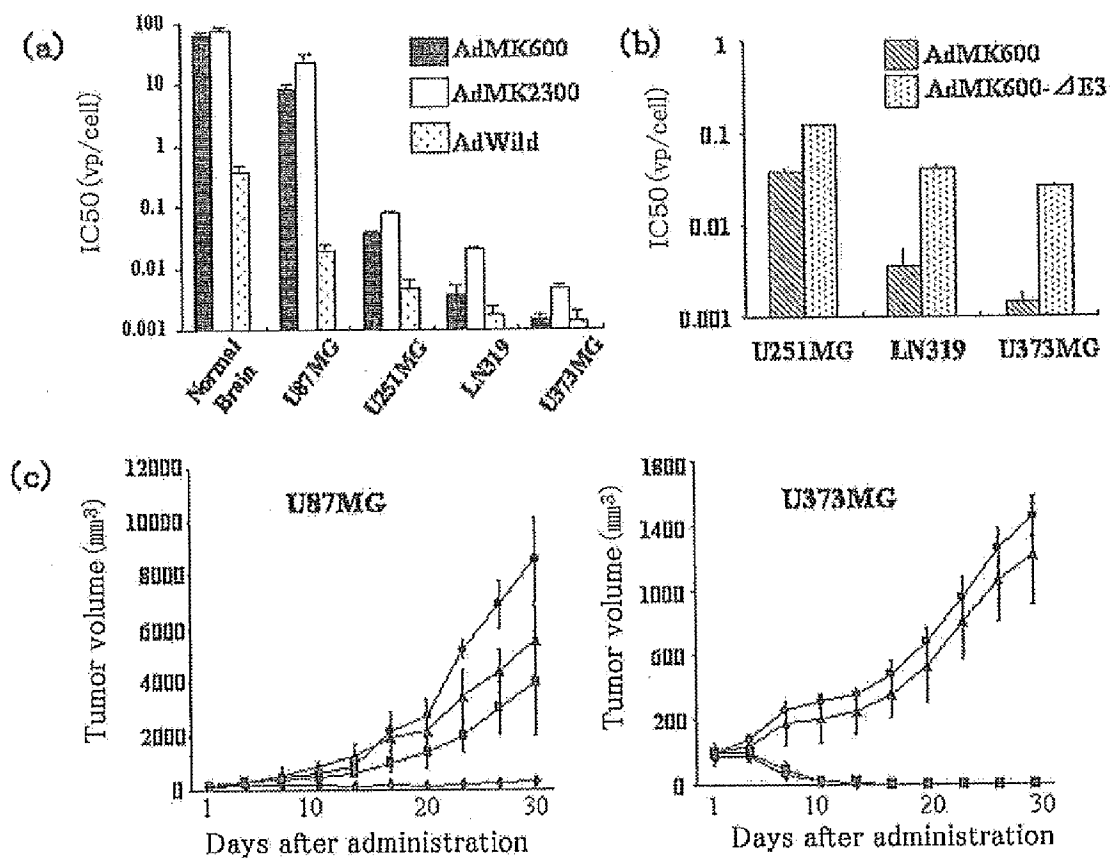 (a)
100
10
1
0.1
0.01
0.001
IC50 (vp/cell)
AdMK600
AdMK2300
AdWild
Normal Brain
U87MG
U251MG
LN319
U373MG
(b)
1
0.1
0.01
0.001
IC50 (vp/cell)
AdMK600
AdMK600-⊿E3
U251MG LN319 U373MG
(c)
12000
10000
8000
6000
4000
2000
0
Tumor volume (mm³)
U87MG
1 10 20 30
Days after administration
1800
1400
1000
600
200
0
Tumor volume (mm³)
U373MG
1 10 20 30
Days after administration